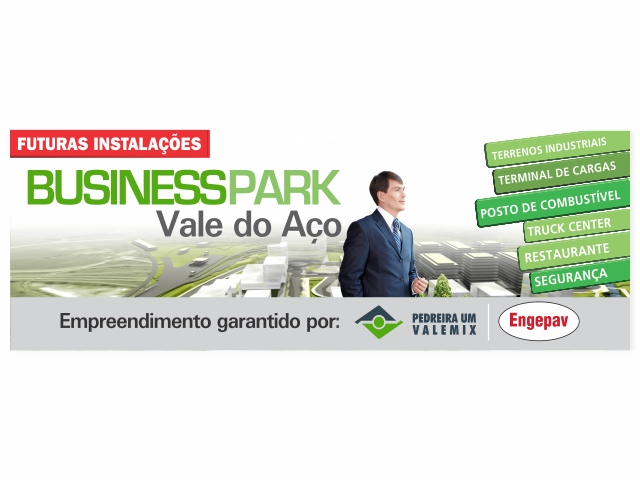 FUTURAS INSTALAÇÕES
BUSINESSPARK
Vale do Aço
TERRENOS INDUSTRIAIS
TERMINAL DE CARGAS
POSTO DE COMBUSTÍVEL
TRUCK CENTER
RESTAURANTE
SEGURANÇA
Empreendimento garantido por:
PEDREIRA UM
VALEMIX
Engepav